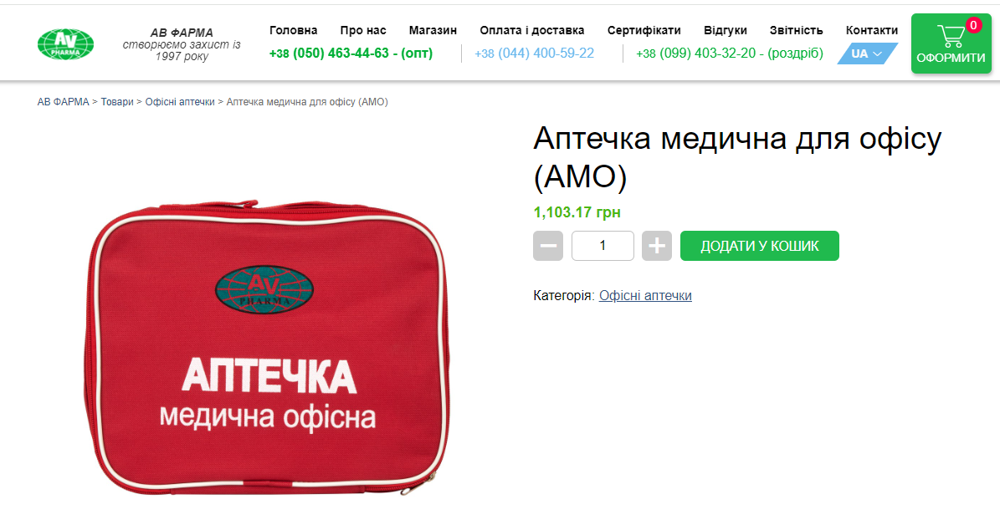 AV
PHARMA
АВ ФАРМА
створюємо захист із
1997 року
Головна Про нас Магазин Оплата і доставка Сертифікати Відгуки Звітність Контакти
+38 (050) 463-44-63 - (опт) +38 (044) 400-59-22 +38 (099) 403-32-20 - (роздріб) UA
0
ОФОРМИТИ
АВ ФАРМА > Товари > Офісні аптечки > Аптечка медична для офісу (АМО)
Аптечка медична для офісу
(АМО)
1,103.17 грн
1 ДОДАТИ У КОШИК
Категорія: Офісні аптечки
AV
PHARMA
АПТЕЧКА
медична офісна